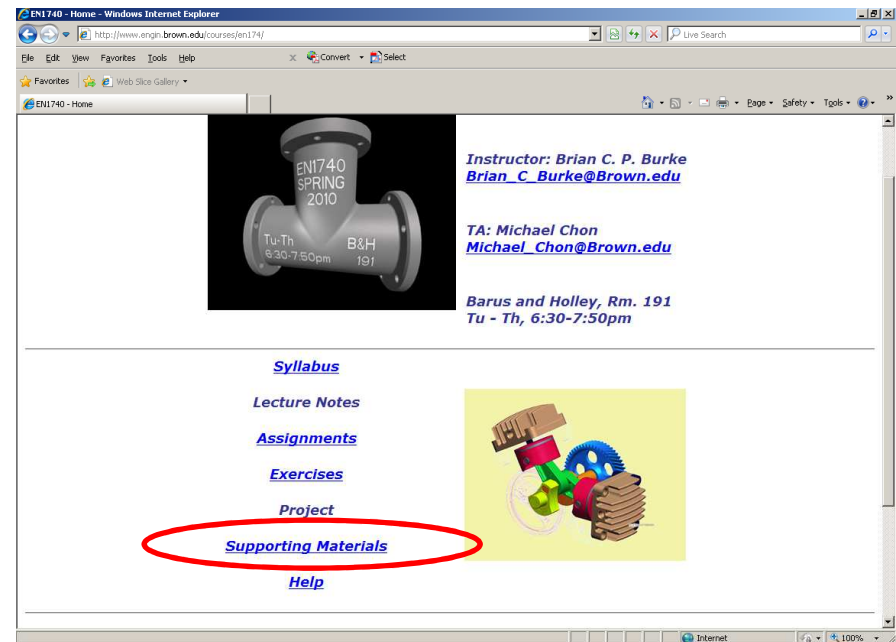 EN1740 - Home - Windows Internet Explorer
http://www.engin.brown.edu/courses/en174/
Live Search
File Edit View Favorites Tools Help
x Convert Select
Favorites Web Slice Gallery
EN1740 - Home
Page Safety Tools »
EN1740
SPRING
2010
Tu-Th B&H
6:30-7:50pm 191
Instructor: Brian C. P. Burke
Brian_C_Burke@Brown.edu
TA: Michael Chon
Michael_Chon@Brown.edu
Barus and Holley, Rm. 191
Tu - Th, 6:30-7:50pm
Syllabus
Lecture Notes
Assignments
Exercises
Project
Supporting Materials
Help
Internet 100%